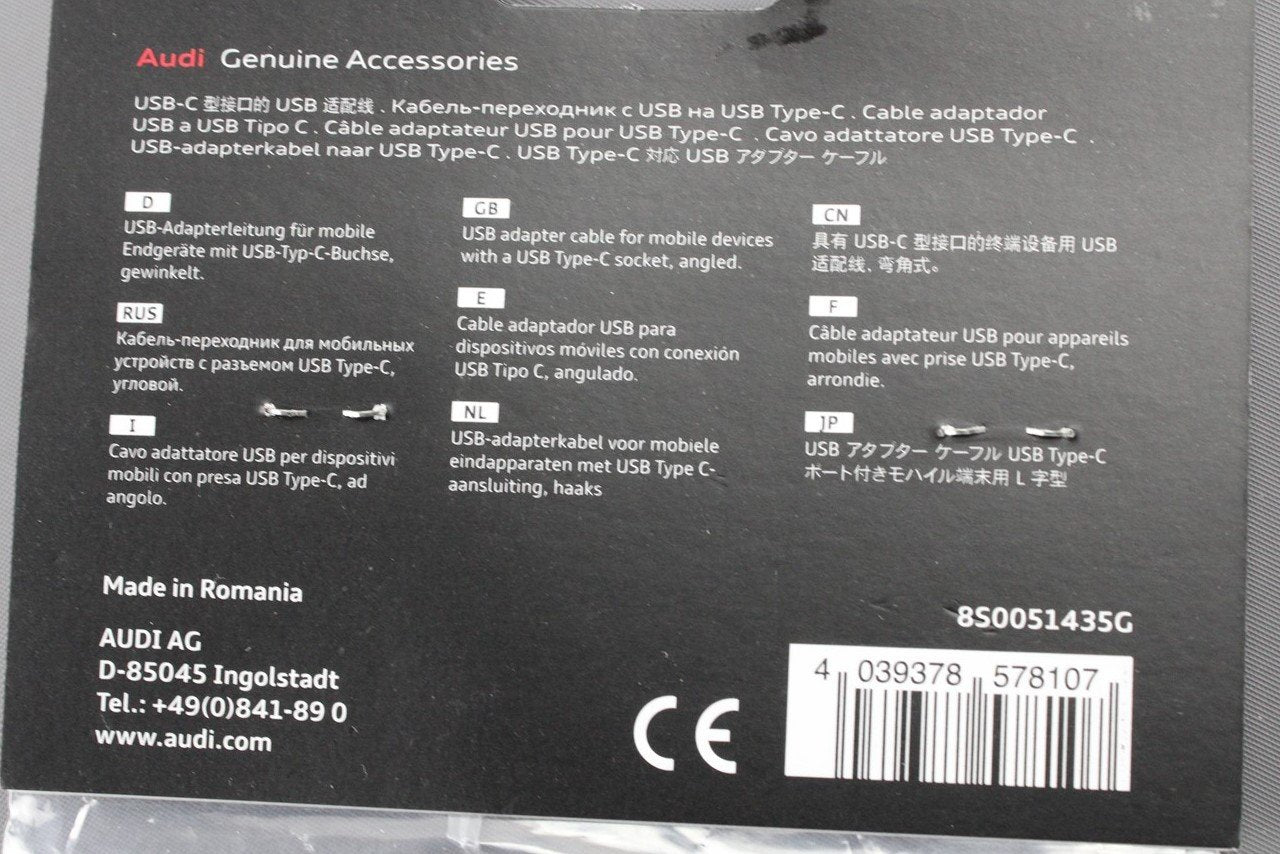 Audi Genuine Accessories
USB-C 型接口的 USB 适配线 . Кабель-переходник с USB на USB Type-C . Cable adaptador
USB a USB Tipo C . Câble adaptateur USB pour USB Type-C . Cavo adattatore USB Type-C .
USB-adapterkabel naar USB Type-C . USB Type-C 対応 USB アダプター ケーブル
D
USB-Adapterleitung für mobile
Endgeräte mit USB-Typ-C-Buchse,
gewinkelt.
GB
USB adapter cable for mobile devices
with a USB Type-C socket, angled.
CN
具有 USB-C 型接口的终端设备用 USB
适配线、弯角式。
RUS
Кабель-переходник для мобильных
устройств с разъемом USB Type-C,
угловой.
E
Cable adaptador USB para
dispositivos móviles con conexión
USB Tipo C, angulado.
F
Câble adaptateur USB pour appareils
mobiles avec prise USB Type-C,
arrondie.
I
Cavo adattatore USB per dispositivi
mobili con presa USB Type-C, ad
angolo.
NL
USB-adapterkabel voor mobiele
eindapparaten met USB Type C-
aansluiting, haaks
JP
USB アダプター ケーブル USB Type-C
ポート付きモバイル端末用 L 字型
Made in Romania
AUDI AG
D-85045 Ingolstadt
Tel.: +49(0)841-89 0
www.audi.com
CE
8S0051435G
4 039378 578107